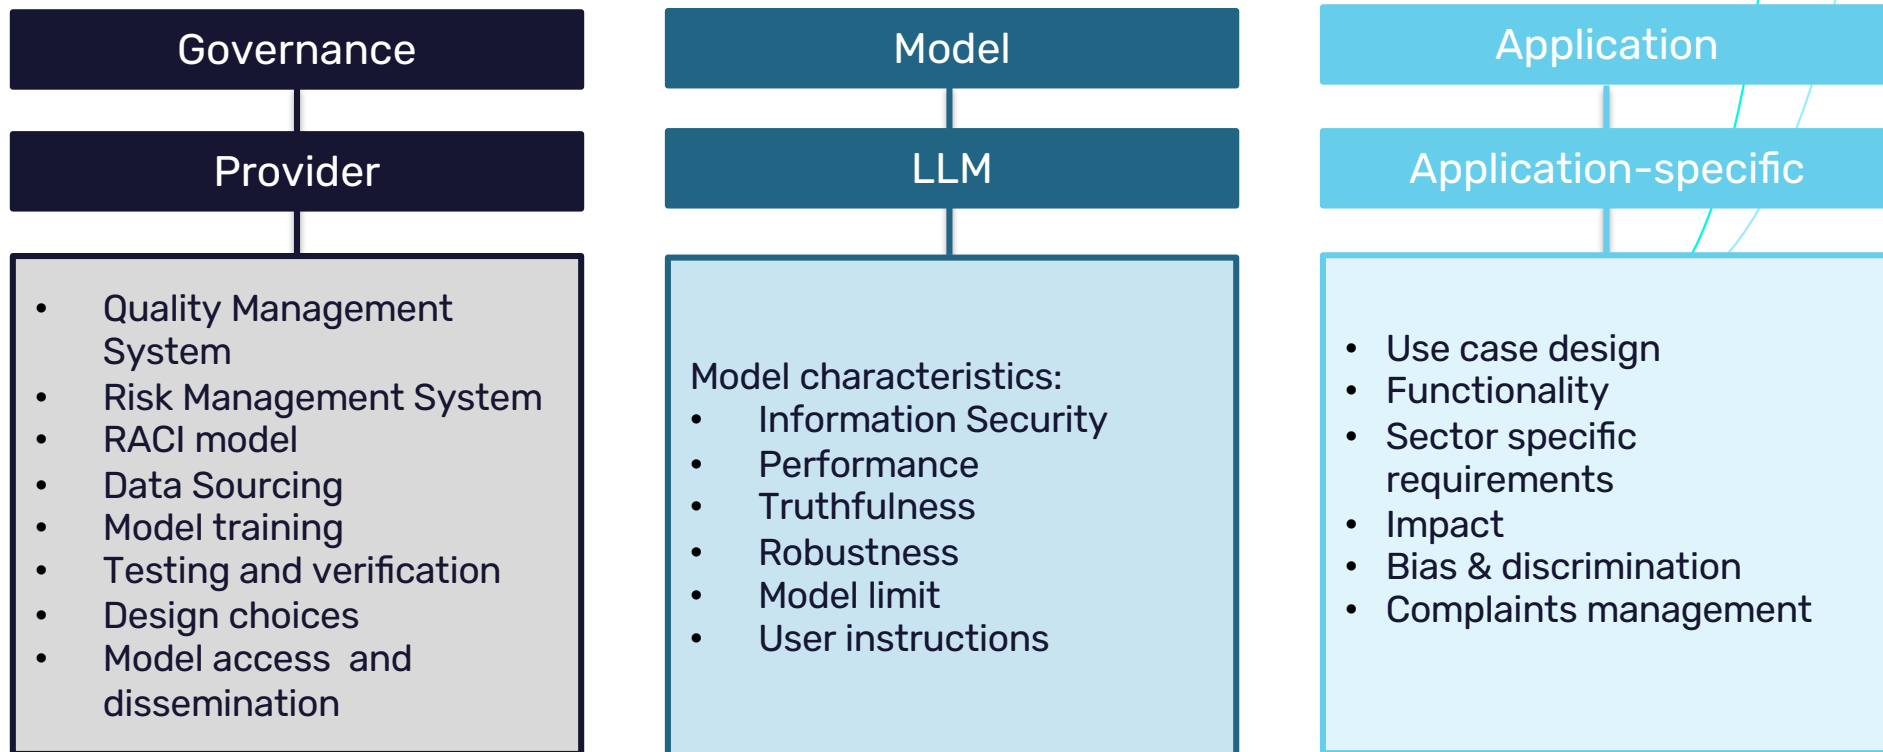 Governance
Provider
• Quality Management
System
• Risk Management System
• RACI model
• Data Sourcing
• Model training
• Testing and verification
• Design choices
• Model access and
dissemination
Model
LLM
Model characteristics:
• Information Security
• Performance
• Truthfulness
• Robustness
• Model limit
• User instructions
Application
Application-specific
• Use case design
• Functionality
• Sector specific
requirements
• Impact
• Bias & discrimination
• Complaints management